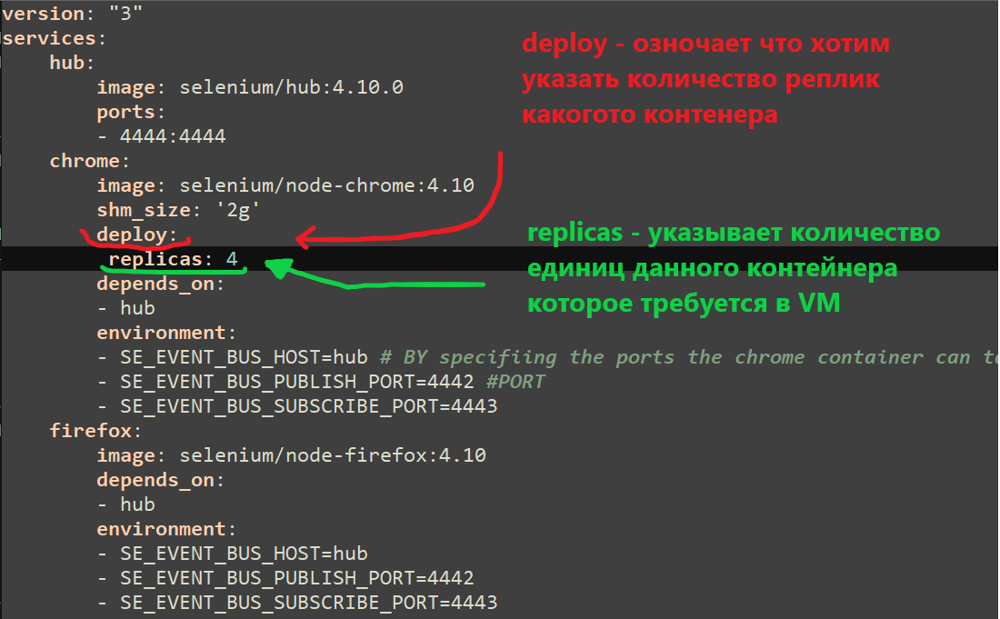 version: "3"
services:
hub:
image: selenium/hub:4.10.0
ports:
- 4444:4444
chrome:
image: selenium/node-chrome:4.10
shm_size: '2g'
deploy:
replicas: 4
depends_on:
- hub
environment:
- SE_EVENT_BUS_HOST=hub # BY specifiing the ports the chrome container can
- SE_EVENT_BUS_PUBLISH_PORT=4442 #PORT
- SE_EVENT_BUS_SUBSCRIBE_PORT=4443
firefox:
image: selenium/node-firefox:4.10
depends_on:
- hub
environment:
- SE_EVENT_BUS_HOST=hub
- SE_EVENT_BUS_PUBLISH_PORT=4442
- SE_EVENT_BUS_SUBSCRIBE_PORT=4443
deploy - озночает что хотим
указать количество реплик
какогото контенера
replicas - указывает количество
единиц данного контейнера
которое требуется в VM